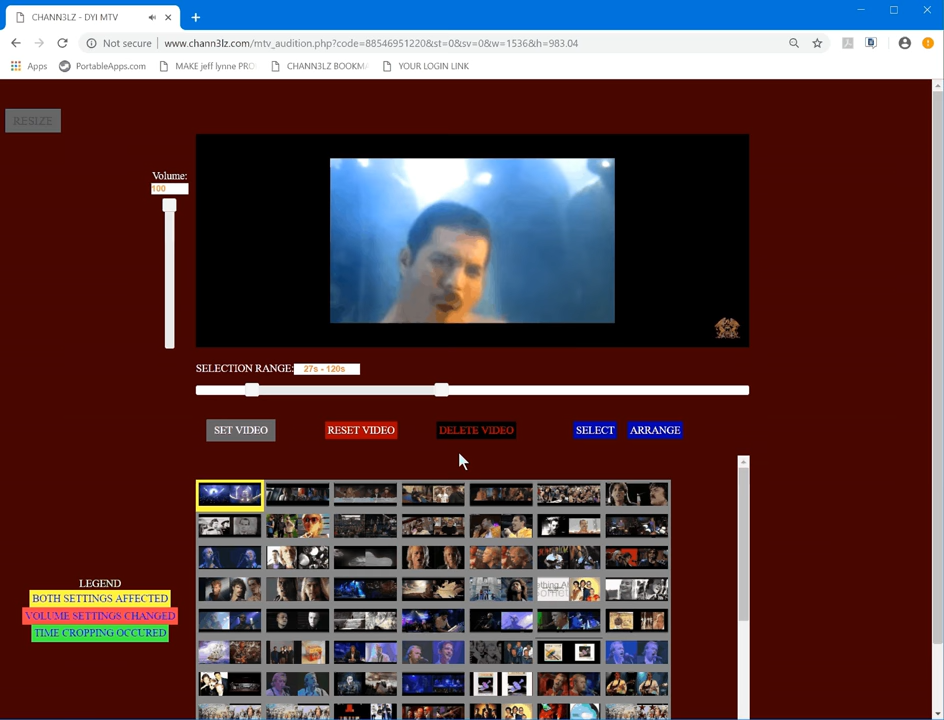 CHANN3LZ - DYI MTV
Not secure | www.chann3lz.com/mtv_audition.php?code=88546951220&st=0&sv=0&w=1536&h=983.04
Apps PortableApps.com MAKE jeff lynne PRO CHANN3LZ BOOKMA YOUR LOGIN LINK
RESIZE
Volume:
100
SELECTION RANGE: 27s - 120s
SET VIDEO RESET VIDEO DELETE VIDEO SELECT ARRANGE
LEGEND
BOTH SETTINGS AFFECTED
VOLUME SETTINGS CHANGED
TIME CROPPING OCCURED